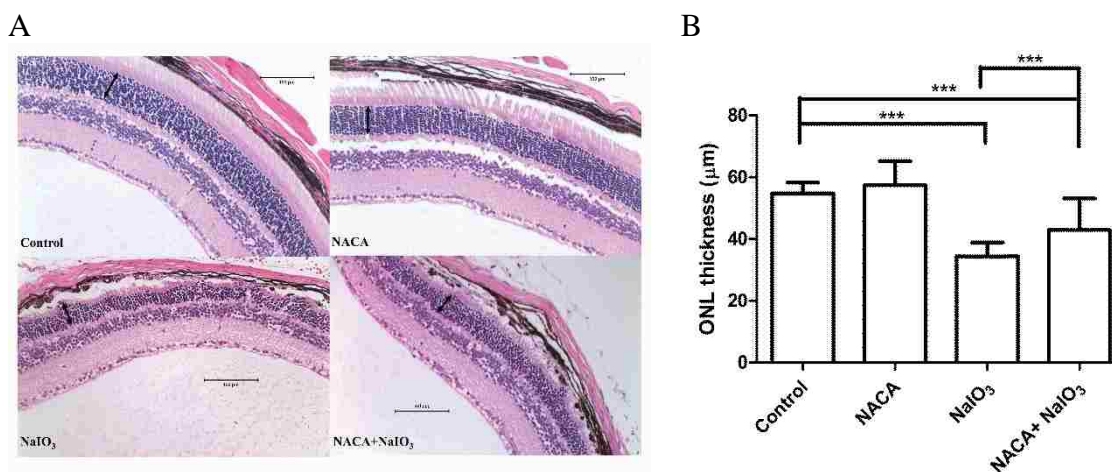 A
B
Control
NACA
NaIO₃
NACA+NaIO₃
***
***
***
80
60
40
20
0
ONL thickness (μm)
Control
NACA
NaIO₃
NACA+ NaIO₃